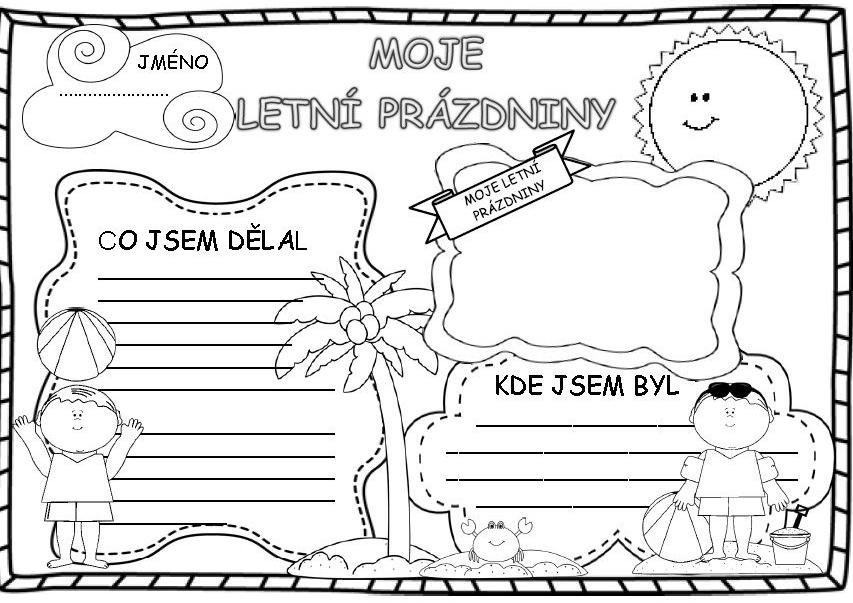 JMÉNO
MOJE
LETNÍ PRÁZDNINY
MOJE LETNÍ
PRÁZDNINY
CO JSEM DĚLAL
KDE JSEM BYL